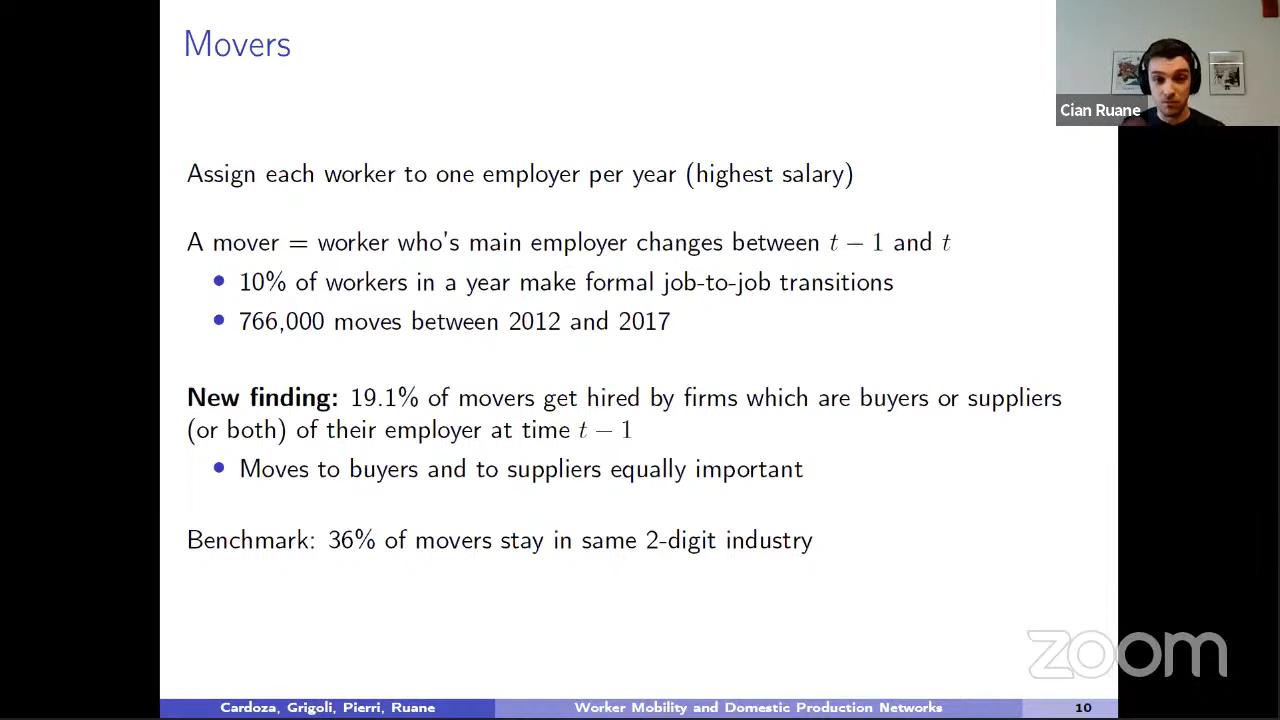 Movers
Cian Ruane
Assign each worker to one employer per year (highest salary)
A mover = worker who's main employer changes between t − 1 and t
• 10% of workers in a year make formal job-to-job transitions
• 766,000 moves between 2012 and 2017
New finding: 19.1% of movers get hired by firms which are buyers or suppliers
(or both) of their employer at time t − 1
• Moves to buyers and to suppliers equally important
Benchmark: 36% of movers stay in same 2-digit industry
zoom
Cardoza, Grigoli, Pierri, Ruane
Worker Mobility and Domestic Production Networks
10